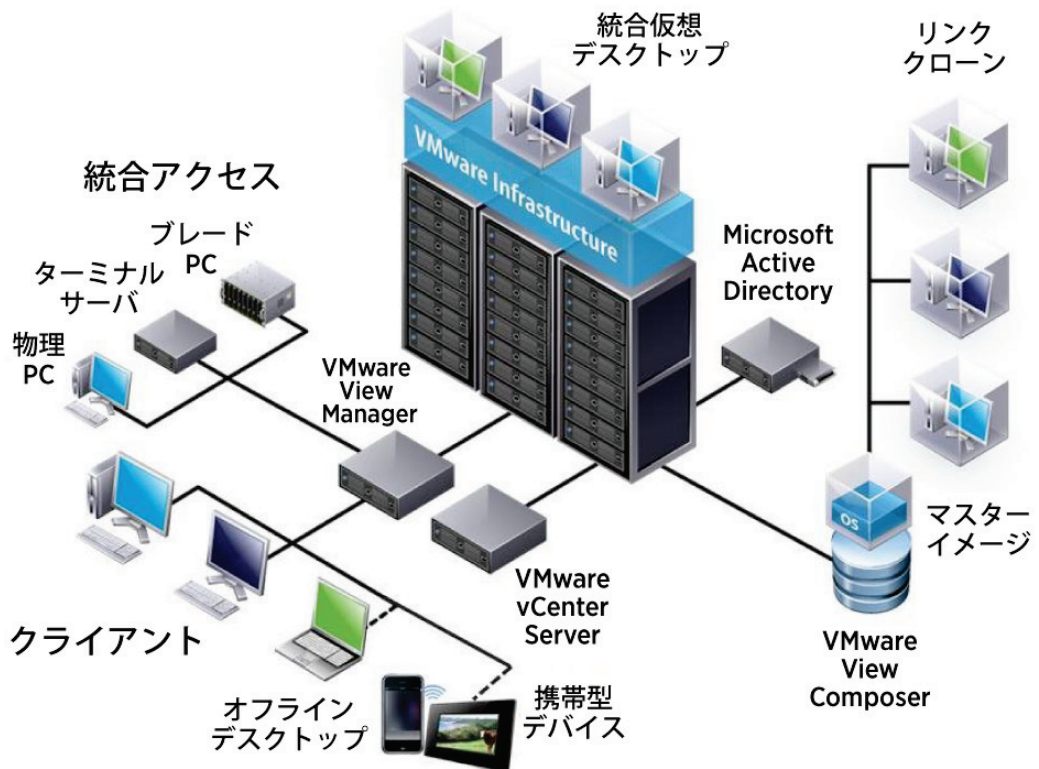 統合仮想
デスクトップ
リンク
クローン
VMware Infrastructure
統合アクセス
ブレード
PC
ターミナル
サーバ
物理
PC
VMware
View
Manager
Microsoft
Active
Directory
OS
マスター
イメージ
VMware
vCenter
Server
VMware
View
Composer
クライアント
オフライン
デスクトップ
携帯型
デバイス